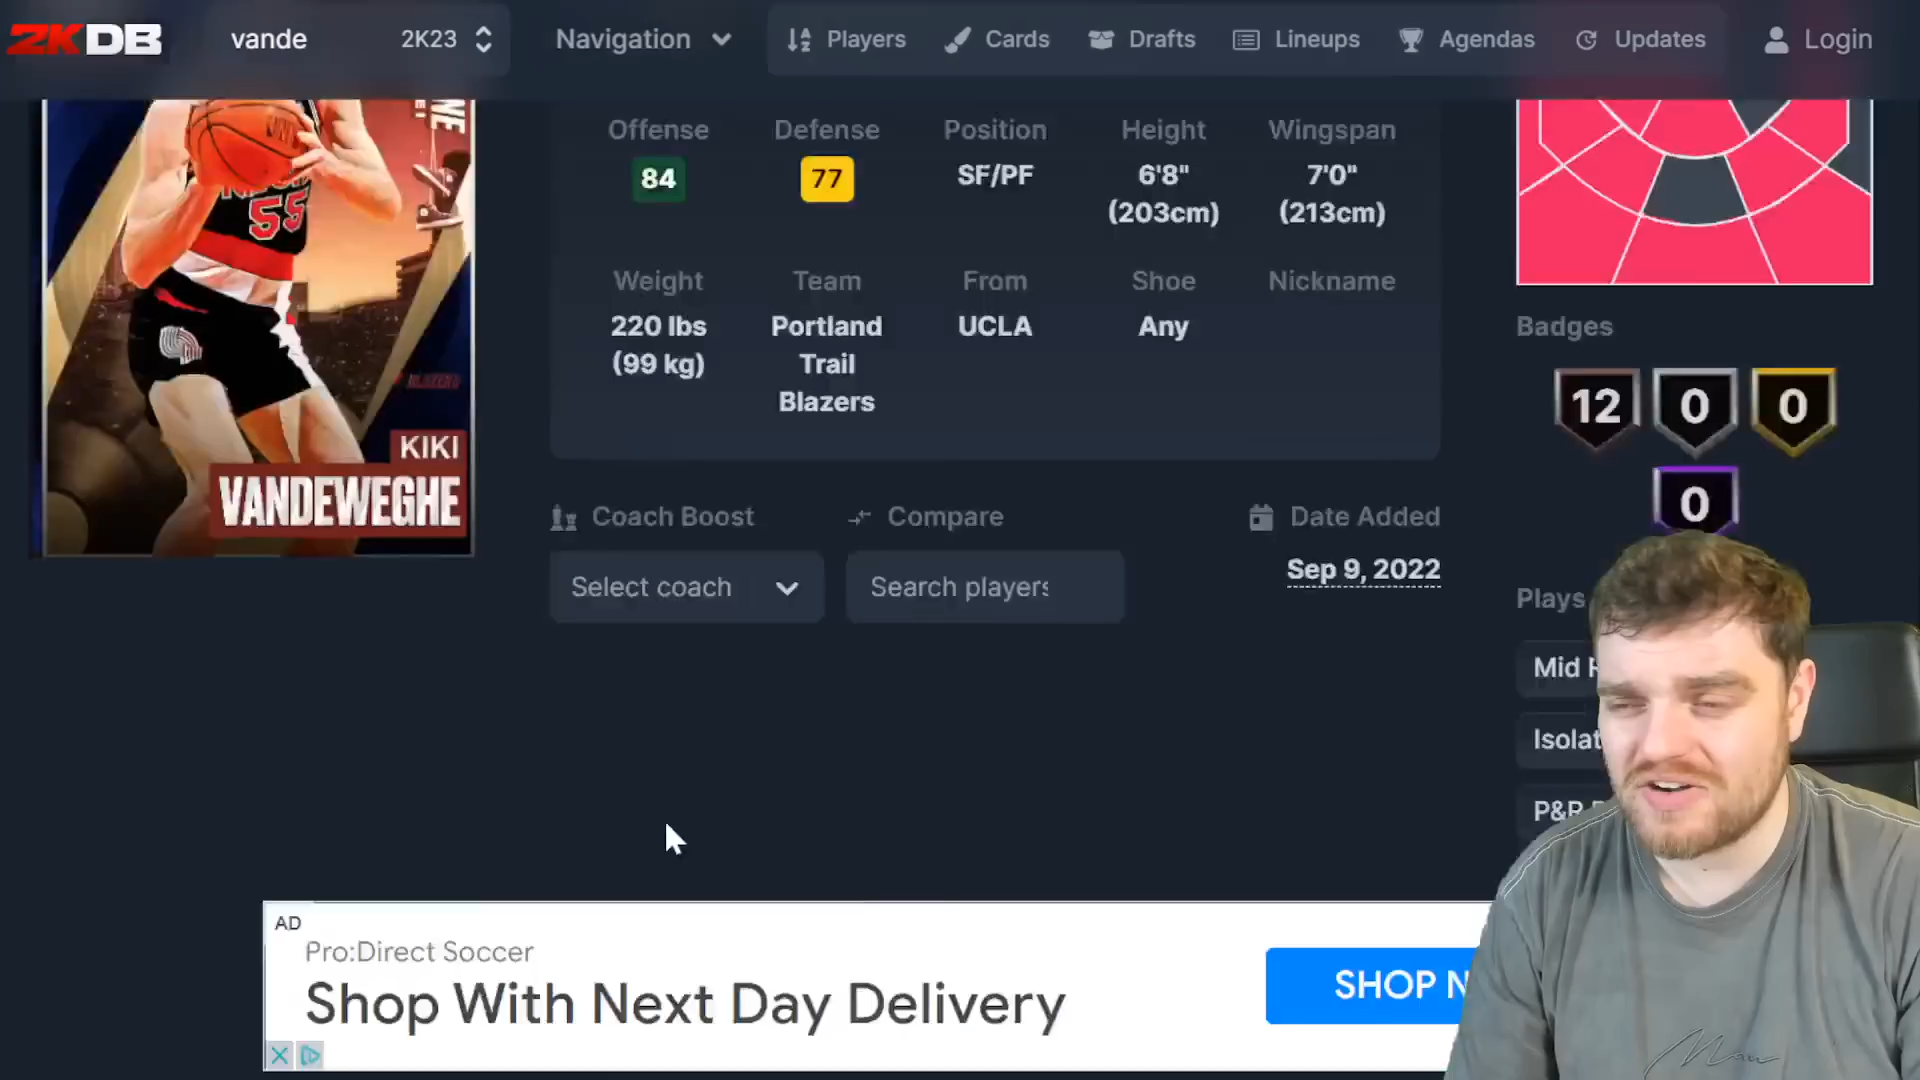 2KDB
vande
2K23
Navigation
Players
Cards
Drafts
Lineups
Agendas
Updates
Login
Offense
Defense
Position
Height
Wingspan
84
77
SF/PF
6'8"
(203cm)
7'0"
(213cm)
Weight
Team
From
Shoe
Nickname
220 lbs
(99 kg)
Portland
Trail
Blazers
UCLA
Any
55
KIKI
VANDEWEGHE
Coach Boost
Compare
Date Added
Select coach
Search players
Sep 9, 2022
Badges
12
0
0
0
Plays
Mid
Isolat
P&R
AD
Pro:Direct Soccer
Shop With Next Day Delivery
SHOP N